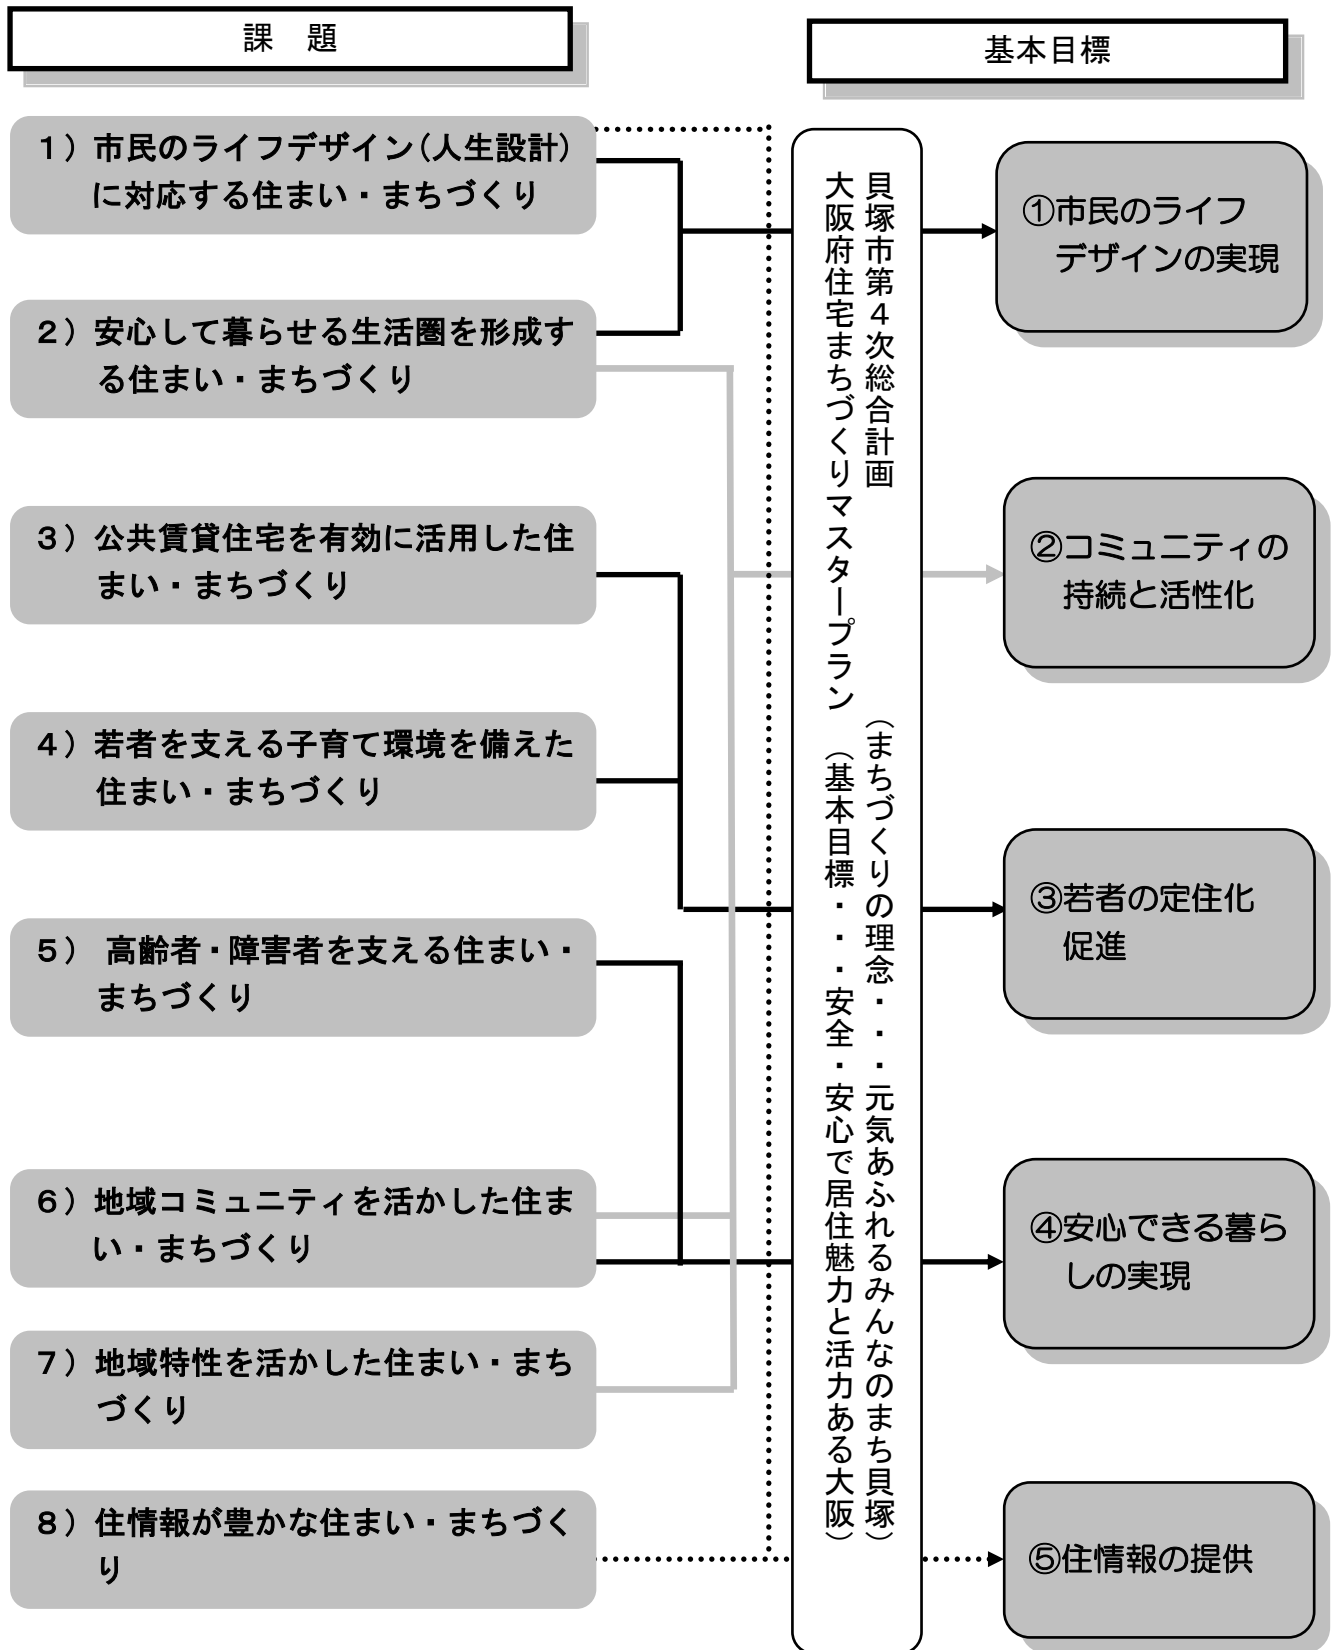 課　題
基本目標
１）市民のライフデザイン（人生設計）
に対応する住まい・まちづくり
２）安心して暮らせる生活圏を形成す
る住まい・まちづくり
３）公共賃貸住宅を有効に活用した住
まい・まちづくり
４）若者を支える子育て環境を備えた
住まい・まちづくり
５） 高齢者・障害者を支える住まい・
まちづくり
６）地域コミュニティを活かした住ま
い・まちづくり
７）地域特性を活かした住まい・まち
づくり
８）住情報が豊かな住まい・まちづく
り
貝塚市第４次総合計画　（まちづくりの理念・・・元気あふれるみんなのまち貝塚）
大阪府住宅まちづくりマスタープラン　（基本目標・・・安全・安心で居住魅力と活力ある大阪）
①市民のライフ
デザインの実現
②コミュニティの
持続と活性化
③若者の定住化
促進
④安心できる暮ら
しの実現
⑤住情報の提供